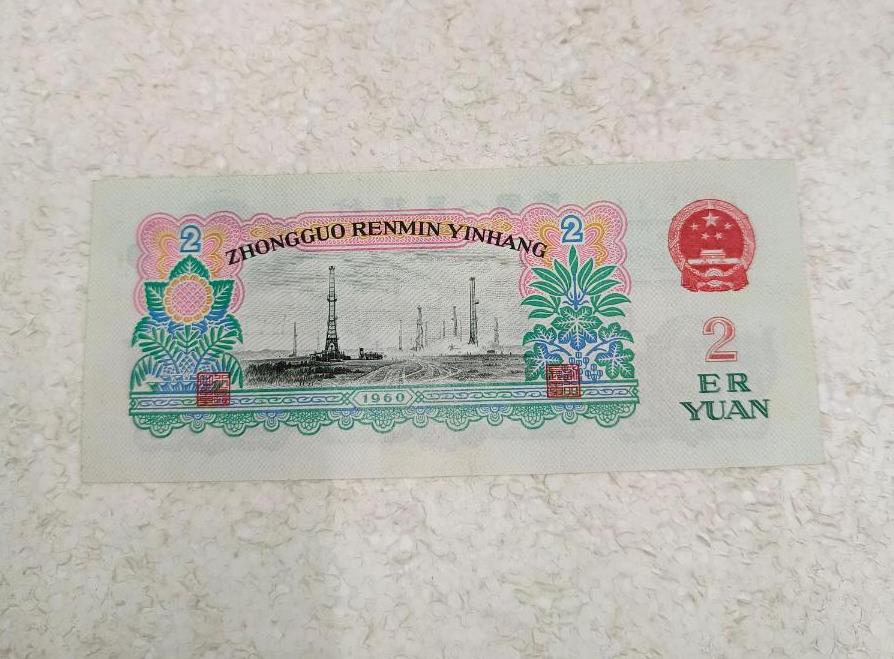 2
2
ZHONGGUO RENMIN YINHANG
2
ER
YUAN
1960